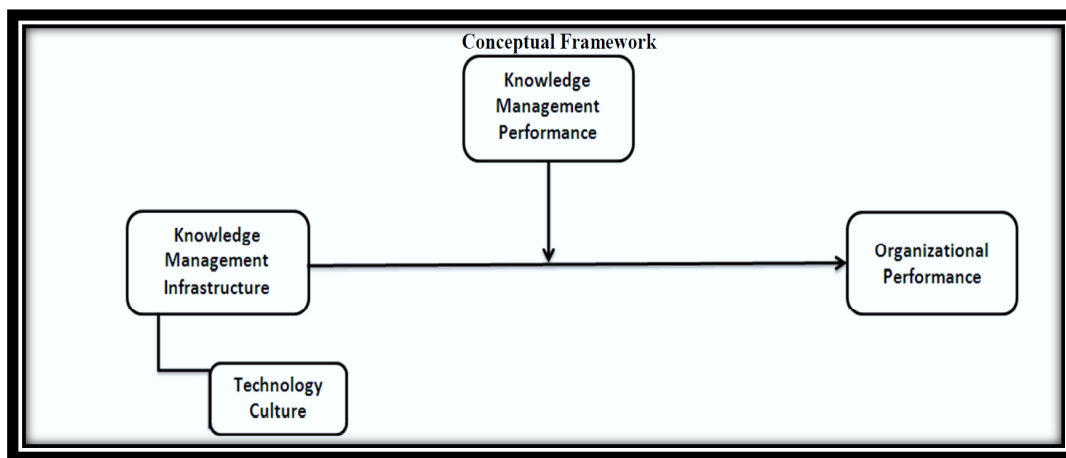 Conceptual Framework
Knowledge
Management
Performance
Knowledge
Management
Infrastructure
Organizational
Performance
Technology
Culture